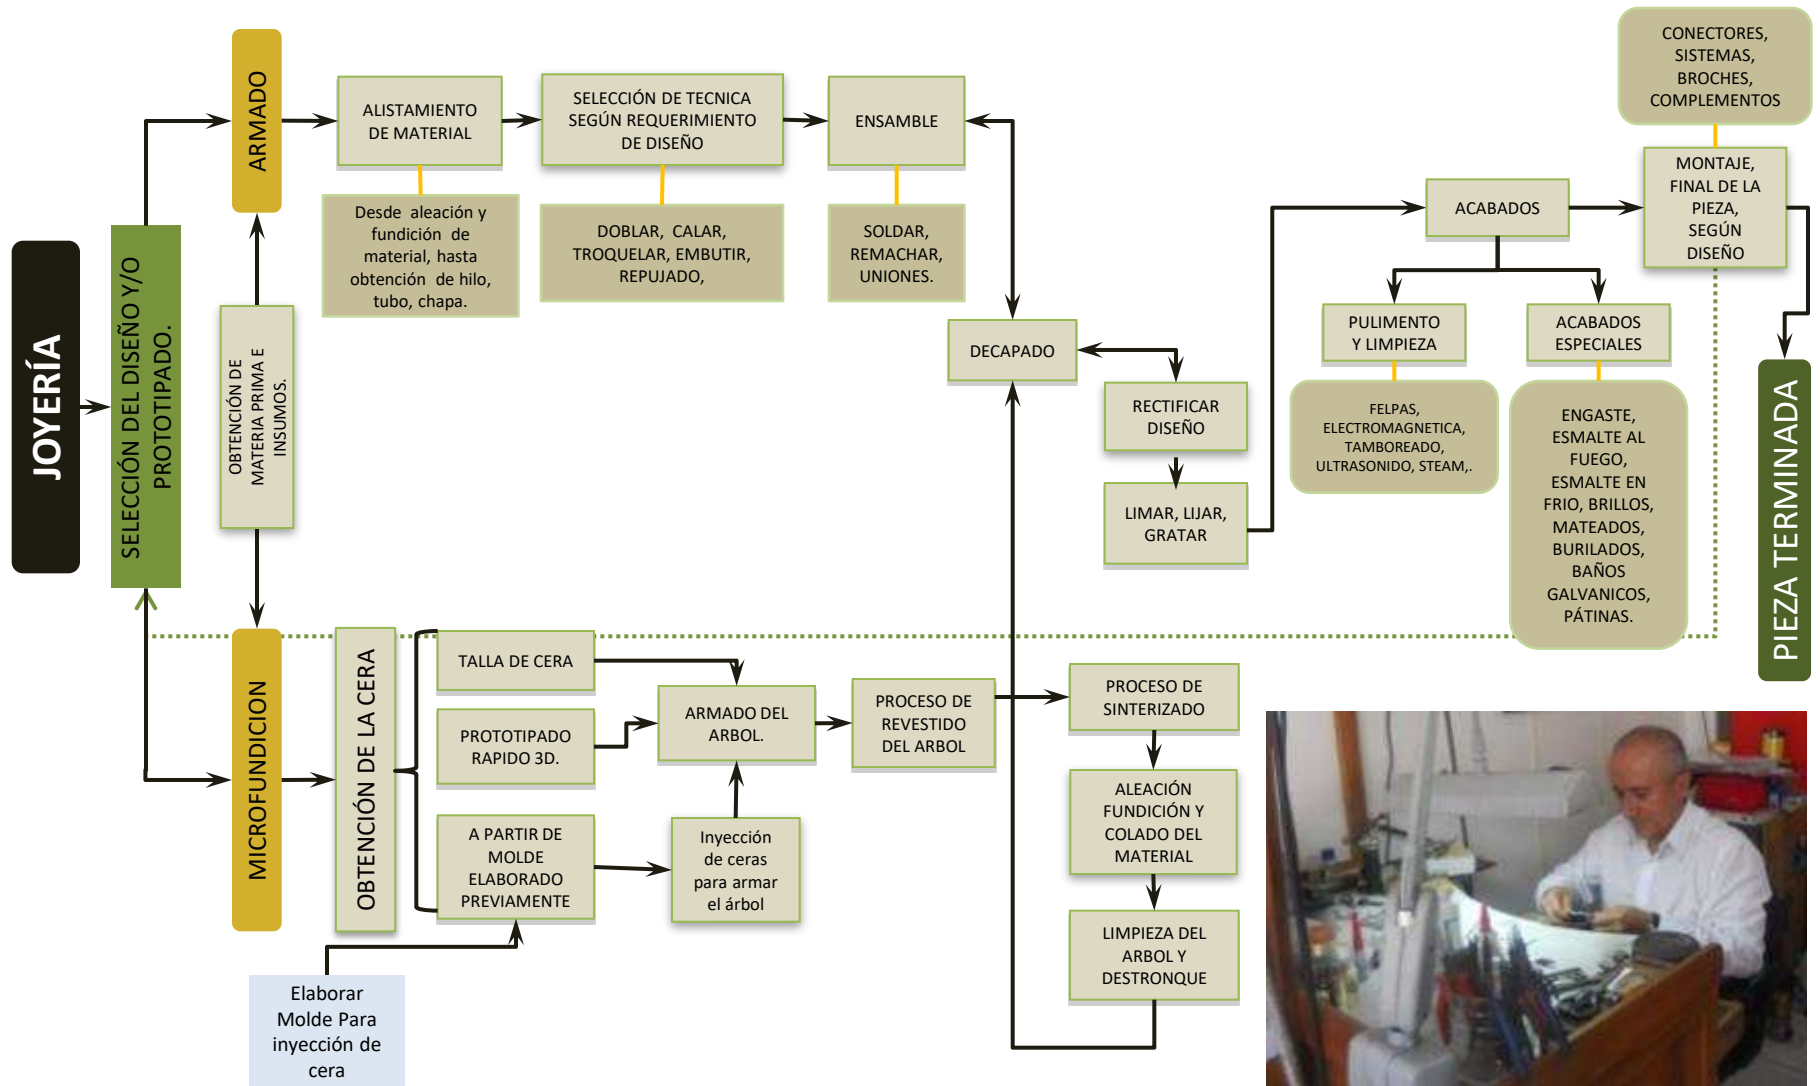 JOYERÍA
SELECCIÓN DEL DISEÑO Y/O
PROTOTIPADO.
ARMADO
OBTENCIÓN DE
MATERIA PRIMA E
INSUMOS.
MICROFUNDICION
ALISTAMIENTO
DE MATERIAL
Desde aleación y
fundición de
material, hasta
obtención de hilo,
tubo, chapa.
SELECCIÓN DE TECNICA
SEGÚN REQUERIMIENTO
DE DISEÑO
DOBLAR, CALAR,
TROQUELAR, EMBUTIR,
REPUJADO,
ENSAMBLE
SOLDAR,
REMACHAR,
UNIONES.
DECAPADO
RECTIFICAR
DISEÑO
LIMAR, LIJAR,
GRATAR
ACABADOS
PULIMENTO
Y LIMPIEZA
FELPAS,
ELECTROMAGNETICA,
TAMBOREADO,
ULTRASONIDO, STEAM,.
ACABADOS
ESPECIALES
ENGASTE,
ESMALTE AL
FUEGO,
ESMALTE EN
FRIO, BRILLOS,
MATEADOS,
BURILADOS,
BAÑOS
GALVANICOS,
PÁTINAS.
CONECTORES,
SISTEMAS,
BROCHES,
COMPLEMENTOS
MONTAJE,
FINAL DE LA
PIEZA,
SEGÚN
DISEÑO
PIEZA TERMINADA
OBTENCIÓN DE LA CERA
TALLA DE CERA
PROTOTIPADO
RAPIDO 3D.
A PARTIR DE
MOLDE
ELABORADO
PREVIAMENTE
Elaborar
Molde Para
inyección de
cera
Inyección
de ceras
para armar
el árbol
ARMADO DEL
ARBOL.
PROCESO DE
REVESTIDO
DEL ARBOL
PROCESO DE
SINTERIZADO
ALEACIÓN
FUNDICIÓN Y
COLADO DEL
MATERIAL
LIMPIEZA DEL
ARBOL Y
DESTRONQUE